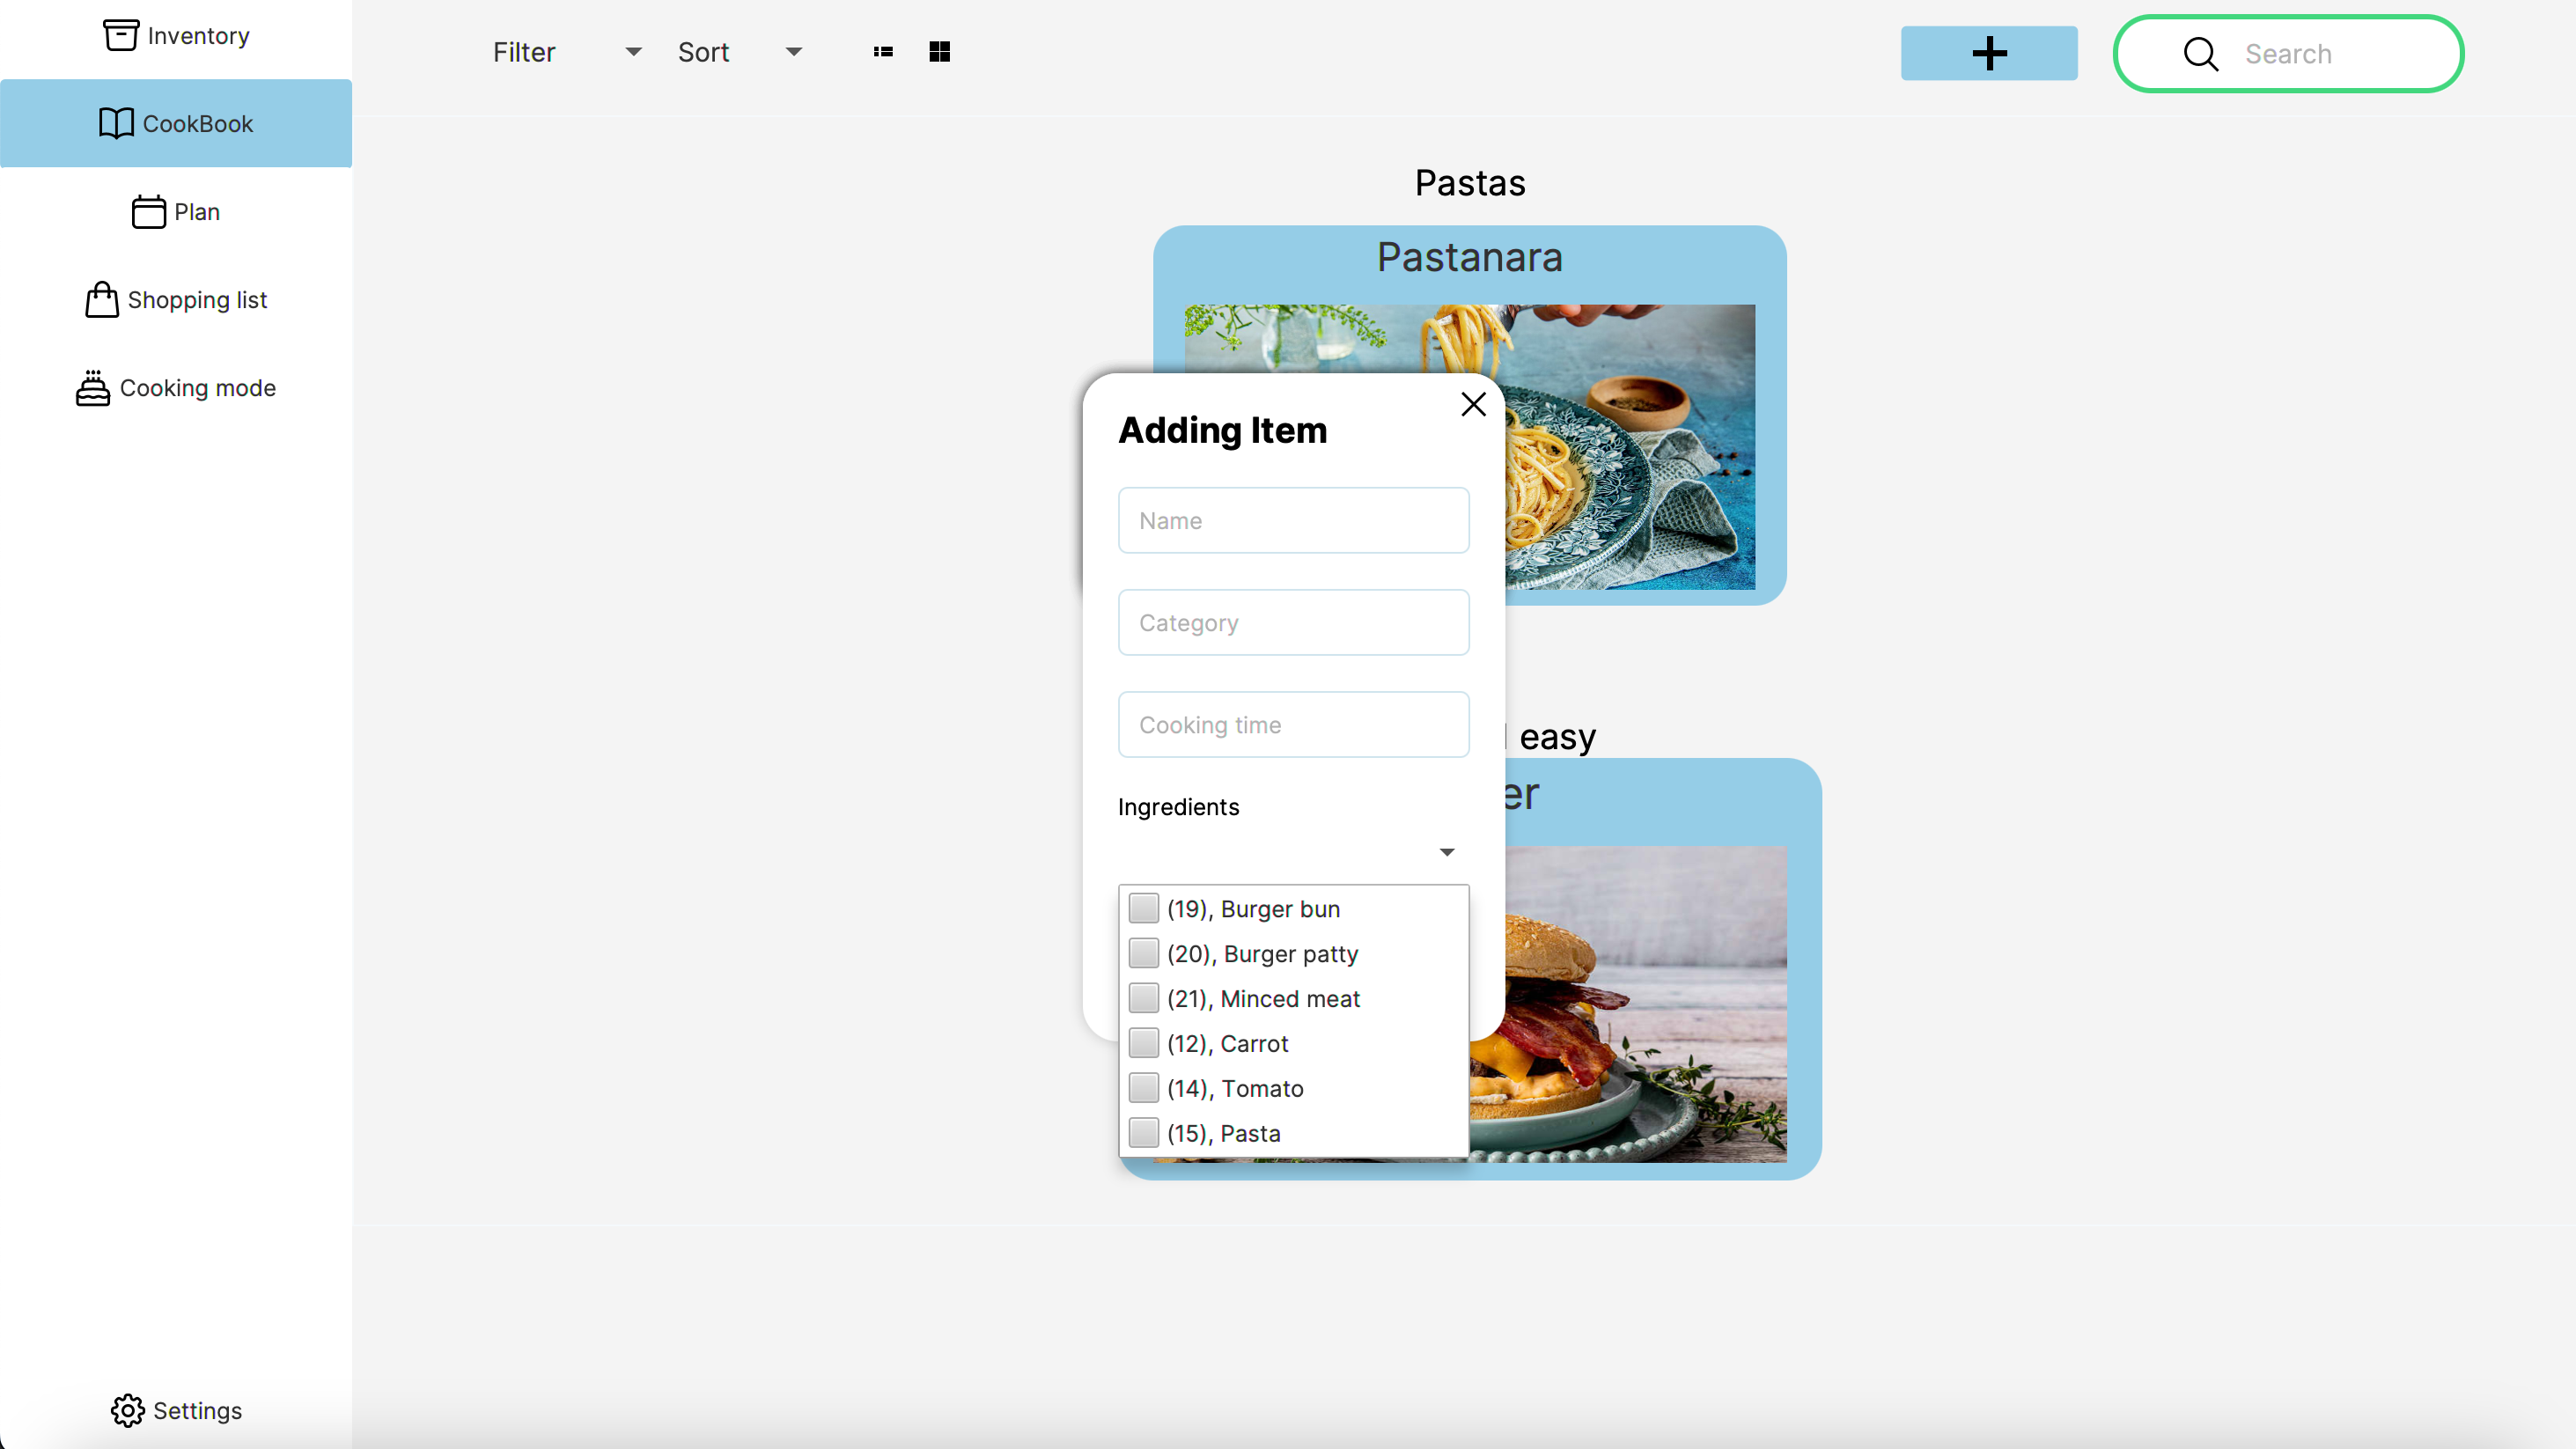 Inventory
CookBook
Plan
Shopping list
Cooking mode
Settings
Filter
Sort
Search
Pastas
Pastanara
Adding Item
Name
Category
Cooking time
Ingredients
(19), Burger bun
(20), Burger patty
(21), Minced meat
(12), Carrot
(14), Tomato
(15), Pasta
easy
er